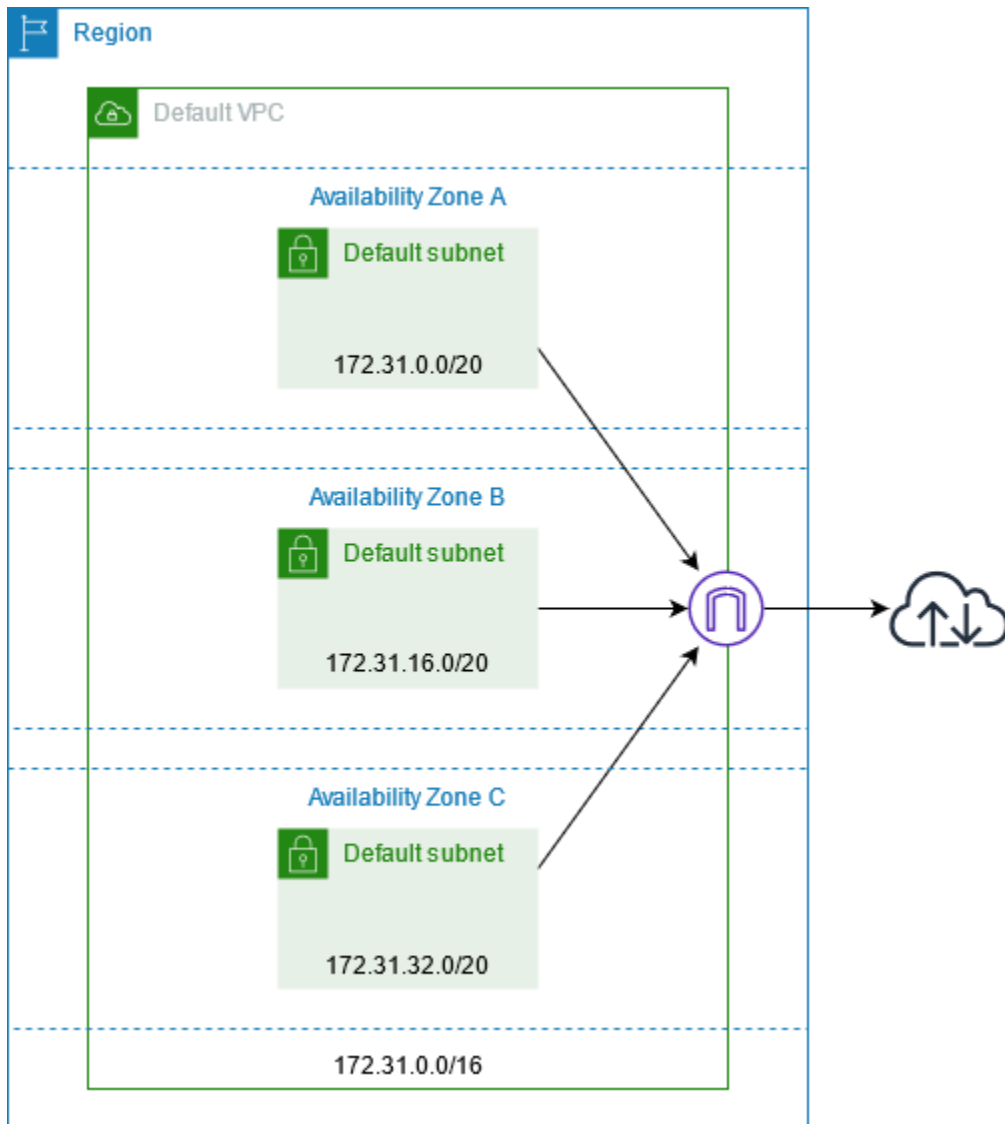 Region
Default VPC
Availability Zone A
Default subnet
172.31.0.0/20
Availability Zone B
Default subnet
172.31.16.0/20
Availability Zone C
Default subnet
172.31.32.0/20
172.31.0.0/16